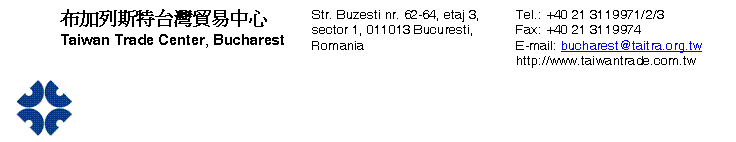 布加列斯特台灣貿易中心
Taiwan Trade Center, Bucharest
Str. Buzesti nr. 62-64, etaj 3,
sector 1, 011013 Bucuresti,
Romania
Tel.: +40 21 3119971/2/3
Fax: +40 21 3119974
E-mail: bucharest@taitra.org.tw
http://www.taiwantrade.com.tw